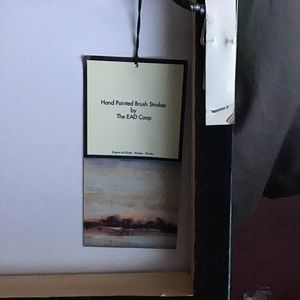 Hand Painted Brush Strokes
by
The EAD Coop